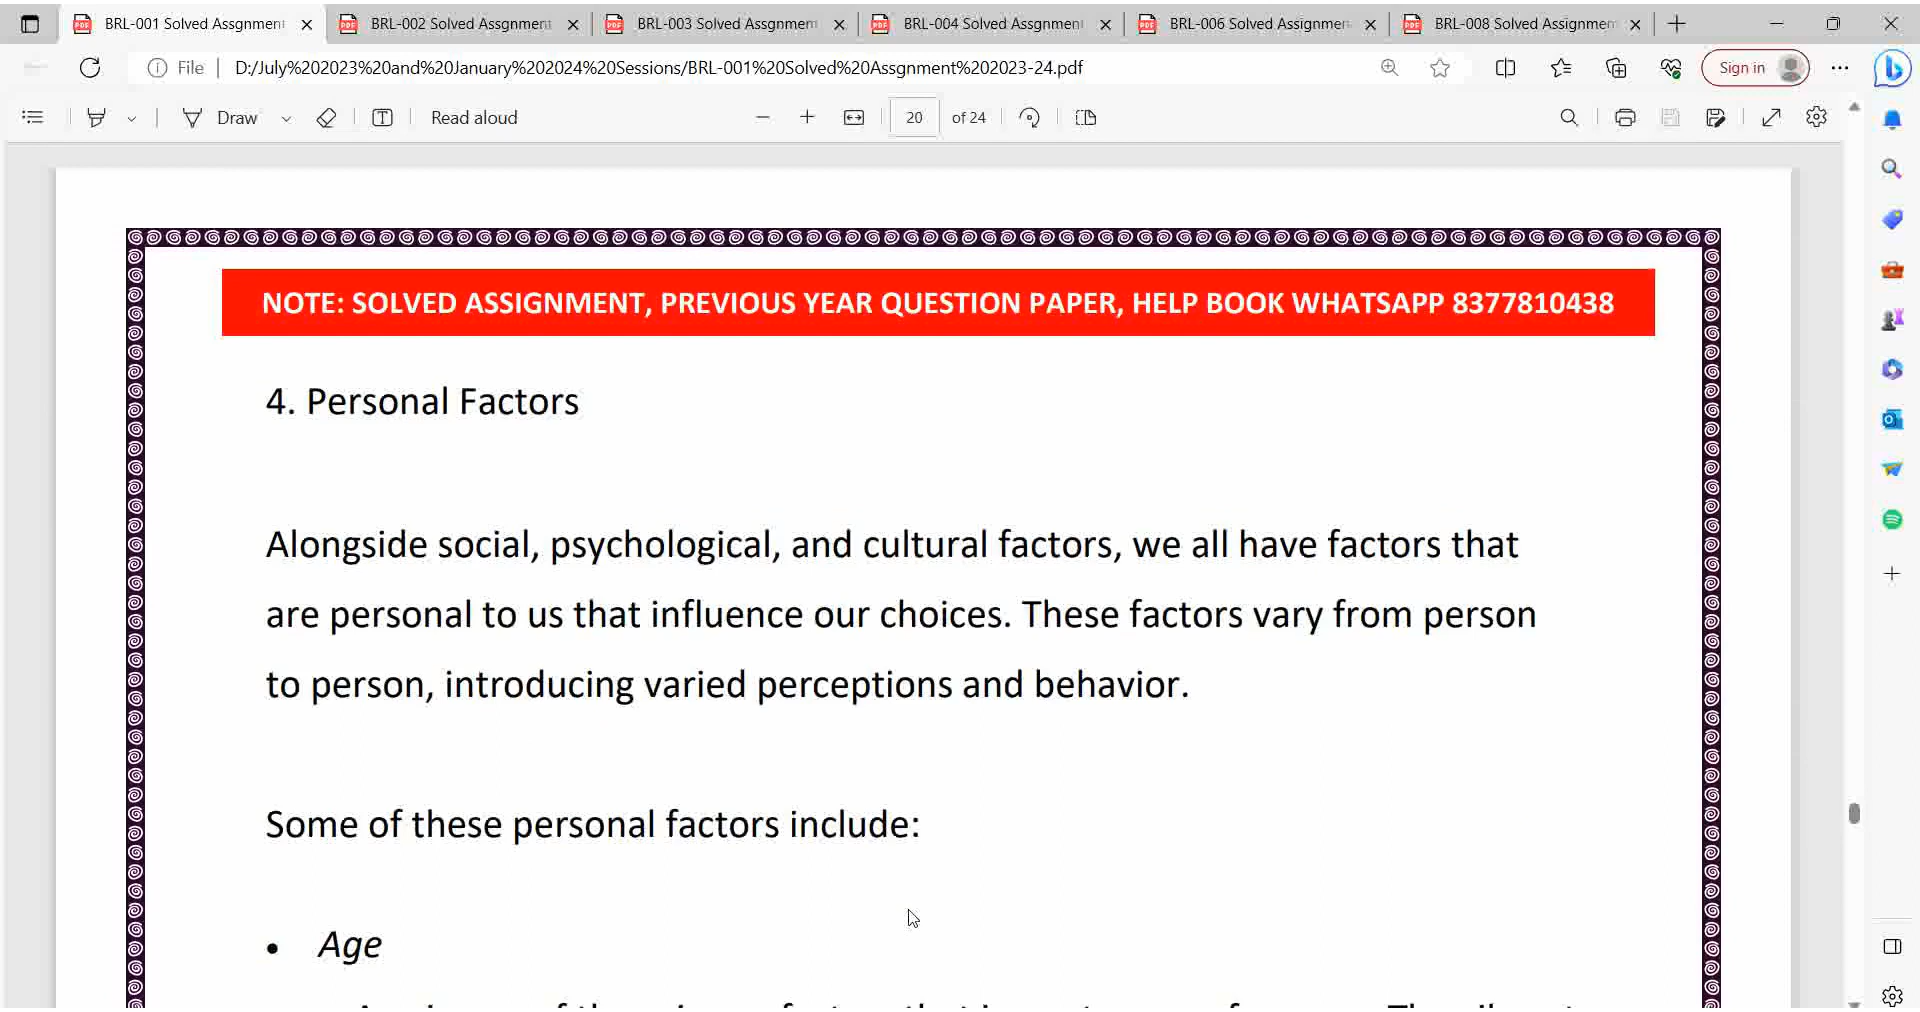 BRL-001 Solved Assgnment
BRL-002 Solved Assgnment
BRL-003 Solved Assgnment
BRL-004 Solved Assgnment
BRL-006 Solved Assignmen
BRL-008 Solved Assignmen
File
D:/July%202023%20and%20January%202024%20Sessions/BRL-001%20Solved%20Assgnment%202023-24.pdf
Sign in
Draw
Read aloud
20 of 24
NOTE: SOLVED ASSIGNMENT, PREVIOUS YEAR QUESTION PAPER, HELP BOOK WHATSAPP 8377810438
4. Personal Factors
Alongside social, psychological, and cultural factors, we all have factors that
are personal to us that influence our choices. These factors vary from person
to person, introducing varied perceptions and behavior.
Some of these personal factors include:
• Age